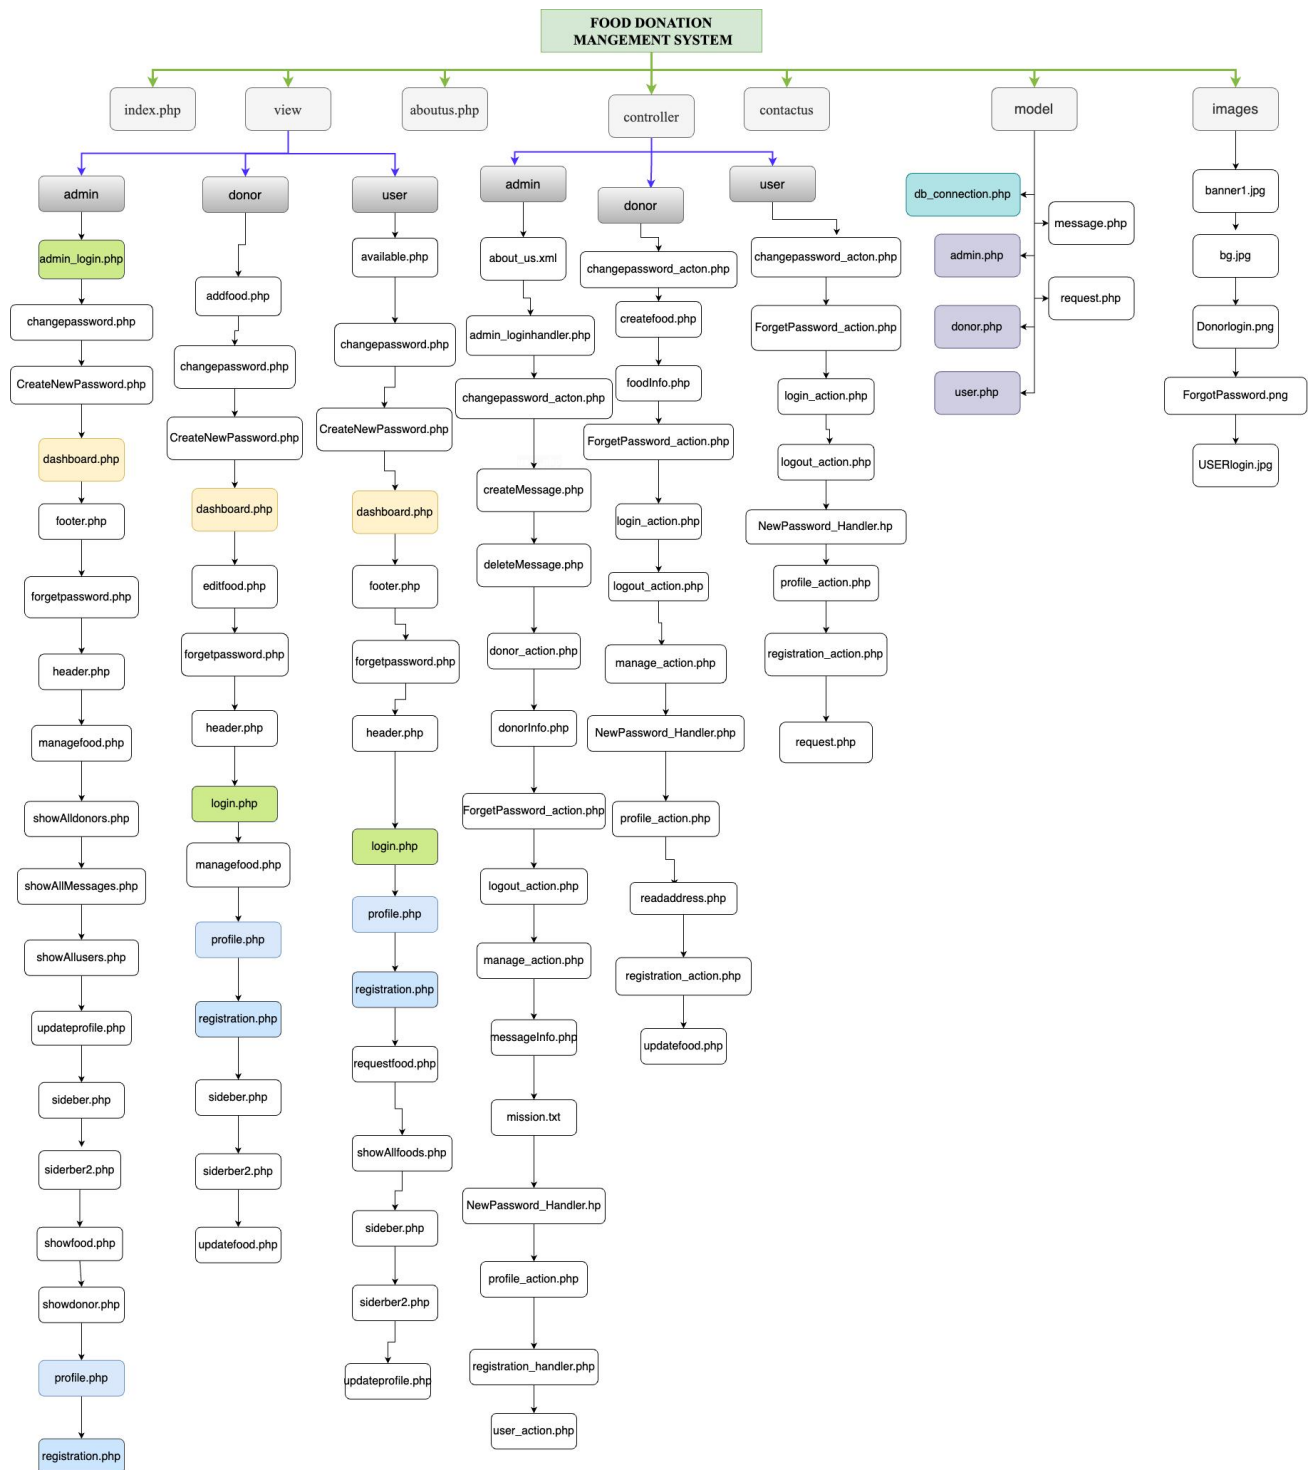 FOOD DONATION
MANGEMENT SYSTEM
index.php
view
aboutus.php
controller
contactus
model
images
admin
admin_login.php
changepassword.php
CreateNewPassword.php
dashboard.php
footer.php
forgetpassword.php
header.php
managefood.php
showAlldonors.php
showAllMessages.php
showAllusers.php
updateprofile.php
sideber.php
siderber2.php
showfood.php
showdonor.php
profile.php
registration.php
donor
addfood.php
changepassword.php
CreateNewPassword.php
dashboard.php
editfood.php
forgetpassword.php
header.php
login.php
managefood.php
profile.php
registration.php
sideber.php
siderber2.php
updatefood.php
user
available.php
changepassword.php
CreateNewPassword.php
dashboard.php
footer.php
forgetpassword.php
header.php
login.php
profile.php
registration.php
requestfood.php
showAllfoods.php
sideber.php
siderber2.php
updateprofile.php
admin
about_us.xml
admin_loginhandler.php
changepassword_acton.php
createMessage.php
deleteMessage.php
donor_action.php
donorInfo.php
ForgetPassword_action.php
logout_action.php
manage_action.php
messageInfo.php
mission.txt
NewPassword_Handler.hp
profile_action.php
registration_handler.php
user_action.php
donor
changepassword_acton.php
createfood.php
foodInfo.php
ForgetPassword_action.php
login_action.php
logout_action.php
manage_action.php
NewPassword_Handler.php
profile_action.php
readaddress.php
registration_action.php
updatefood.php
user
changepassword_acton.php
ForgetPassword_action.php
login_action.php
logout_action.php
NewPassword_Handler.hp
profile_action.php
registration_action.php
request.php
db_connection.php
message.php
admin.php
request.php
donor.php
user.php
banner1.jpg
bg.jpg
Donorlogin.png
ForgotPassword.png
USERlogin.jpg